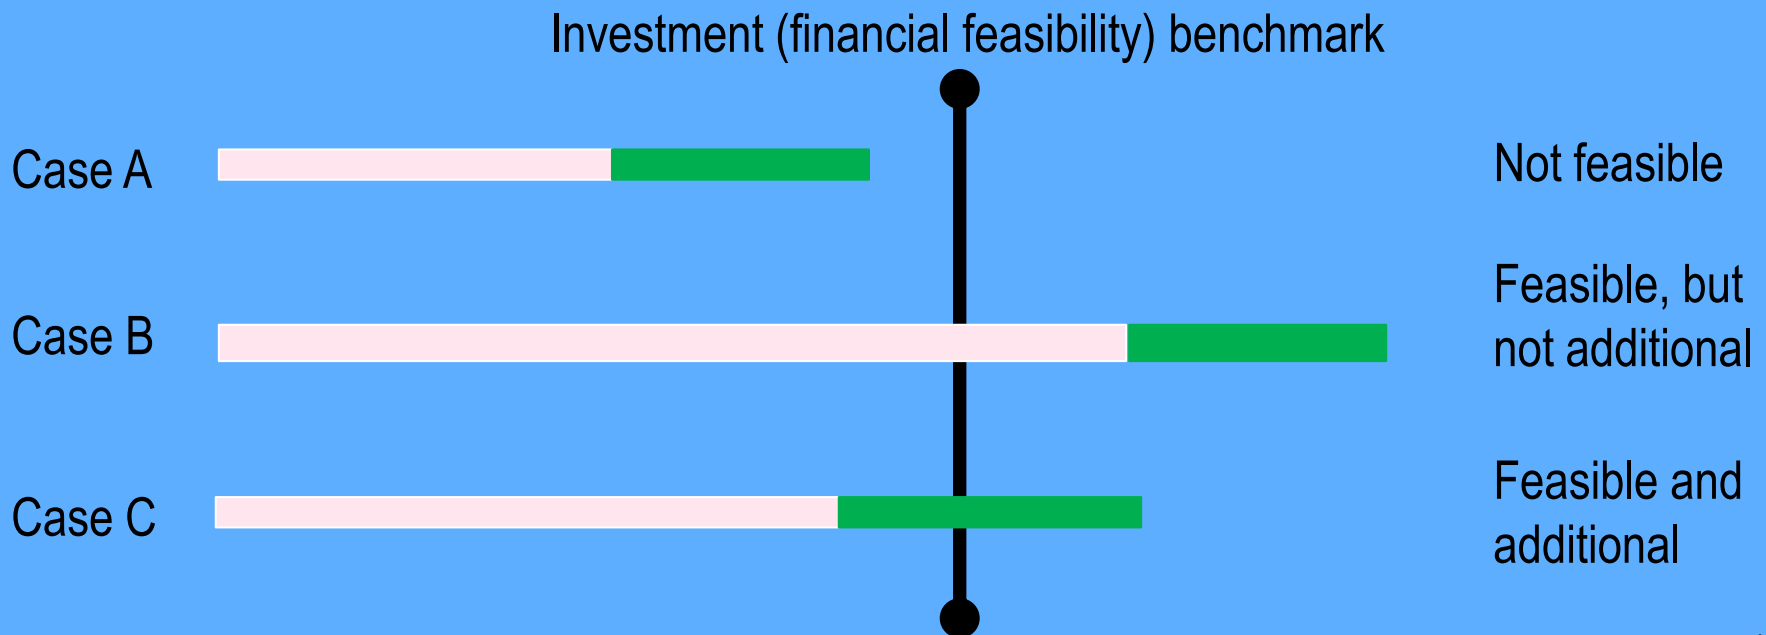 Investment (financial feasibility) benchmark
Case A
Not feasible
Case B
Feasible, but
not additional
Case C
Feasible and
additional